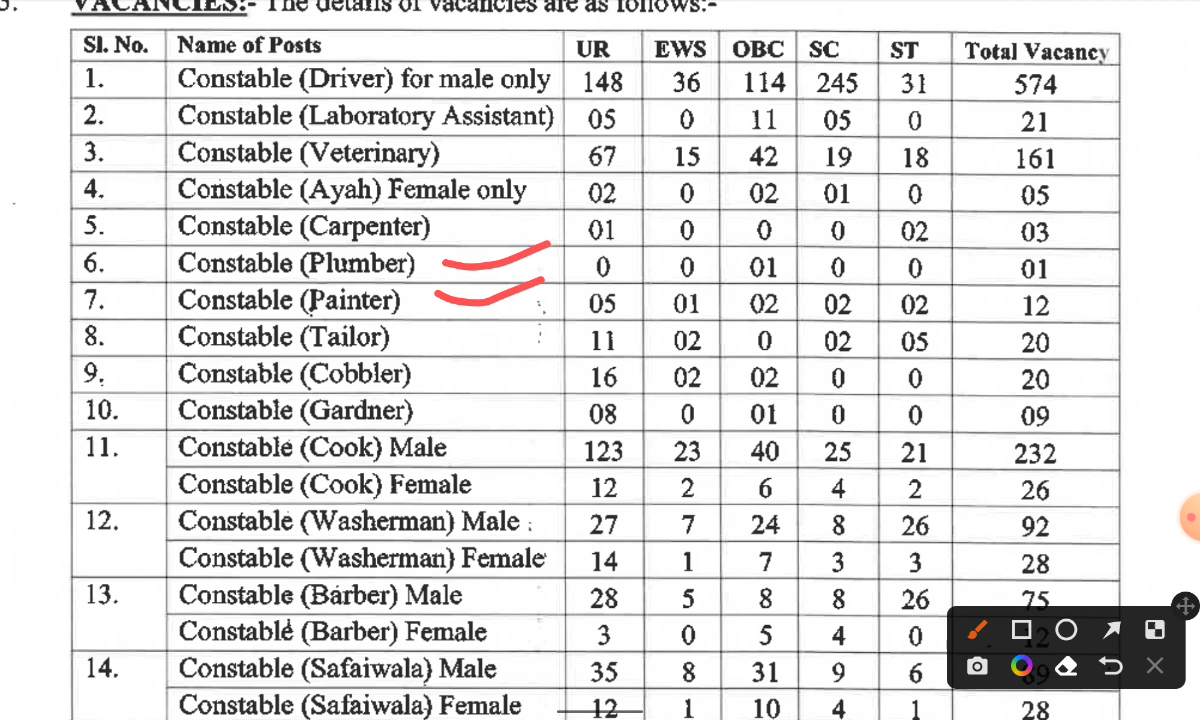 VACANCIES:- The details of vacancies are as follows:-
Sl. No. Name of Posts UR EWS OBC SC ST Total Vacancy
1. Constable (Driver) for male only 148 36 114 245 31 574
2. Constable (Laboratory Assistant) 05 0 11 05 0 21
3. Constable (Veterinary) 67 15 42 19 18 161
4. Constable (Ayah) Female only 02 0 02 01 0 05
5. Constable (Carpenter) 01 0 0 0 02 03
6. Constable (Plumber) 0 0 01 0 0 01
7. Constable (Painter) 05 01 02 02 02 12
8. Constable (Tailor) 11 02 0 02 05 20
9. Constable (Cobbler) 16 02 02 0 0 20
10. Constable (Gardner) 08 0 01 0 0 09
11. Constable (Cook) Male 123 23 40 25 21 232
Constable (Cook) Female 12 2 6 4 2 26
12. Constable (Washerman) Male 27 7 24 8 26 92
Constable (Washerman) Female 14 1 7 3 3 28
13. Constable (Barber) Male 28 5 8 8 26 75
Constable (Barber) Female 3 0 5 4 0 12
14. Constable (Safaiwala) Male 35 8 31 9 6 89
Constable (Safaiwala) Female 12 1 10 4 1 28